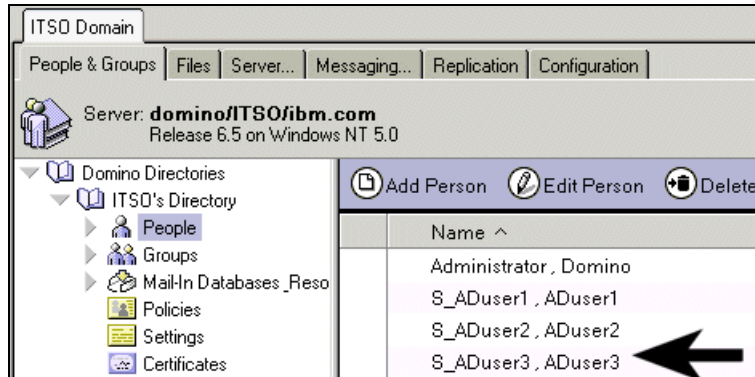 ITSO Domain
People & Groups Files Server... Messaging... Replication Configuration
Server: domino/ITSO/ibm.com
Release 6.5 on Windows NT 5.0
Domino Directories
ITSO's Directory
People
Groups
Mail-In Databases_Reso
Policies
Settings
Certificates
Add Person Edit Person Delete
Name
Administrator , Domino
S_ADuser1 , ADuser1
S_ADuser2 , ADuser2
S_ADuser3 , ADuser3